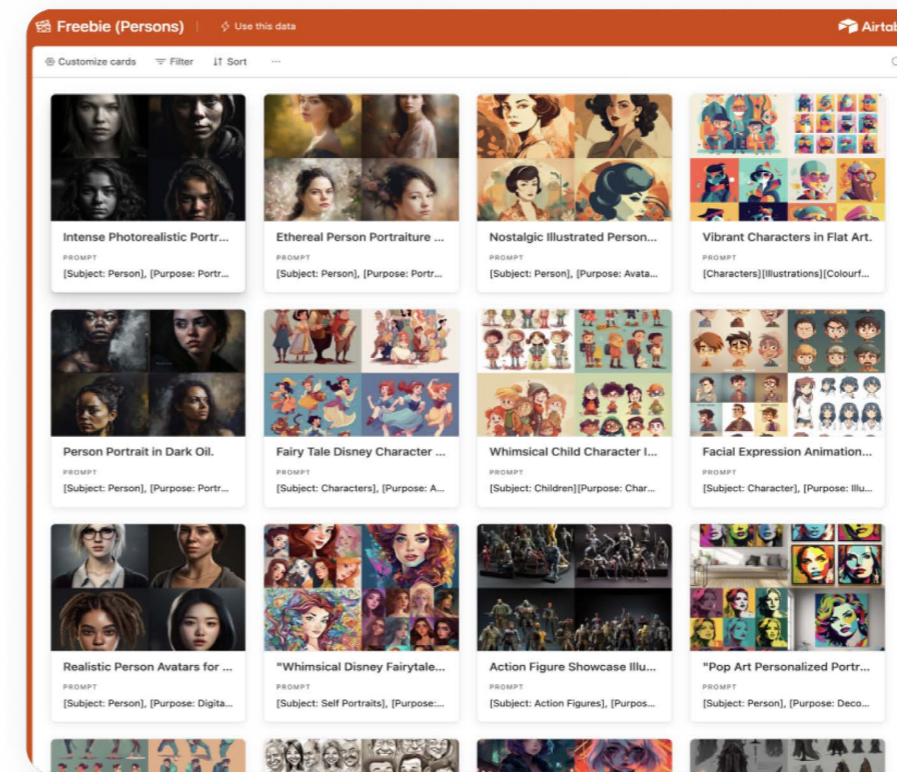 Freebie (Persons)
Use this data
Airtab
Customize cards
Filter
Sort
...
Intense Photorealistic Portr...
Ethereal Person Portraiture ...
Nostalgic Illustrated Person...
Vibrant Characters in Flat Art.
PROMPT
PROMPT
PROMPT
PROMPT
[Subject: Person], [Purpose: Portr...
[Subject: Person], [Purpose: Portr...
[Subject: Person], [Purpose: Avata...
[Characters][Illustrations][Colourf...
Person Portrait in Dark Oil.
Fairy Tale Disney Character ...
Whimsical Child Character I...
Facial Expression Animation...
PROMPT
PROMPT
PROMPT
PROMPT
[Subject: Person], [Purpose: Portr...
[Subject: Characters], [Purpose: A...
[Subject: Children][Purpose: Char...
[Subject: Character], [Purpose: Illu...
Realistic Person Avatars for ...
"Whimsical Disney Fairytale...
Action Figure Showcase Illu...
"Pop Art Personalized Portr...
PROMPT
PROMPT
PROMPT
PROMPT
[Subject: Person], [Purpose: Digita...
[Subject: Self Portraits], [Purpose:...
[Subject: Action Figures], [Purpos...
[Subject: Person], [Purpose: Deco...